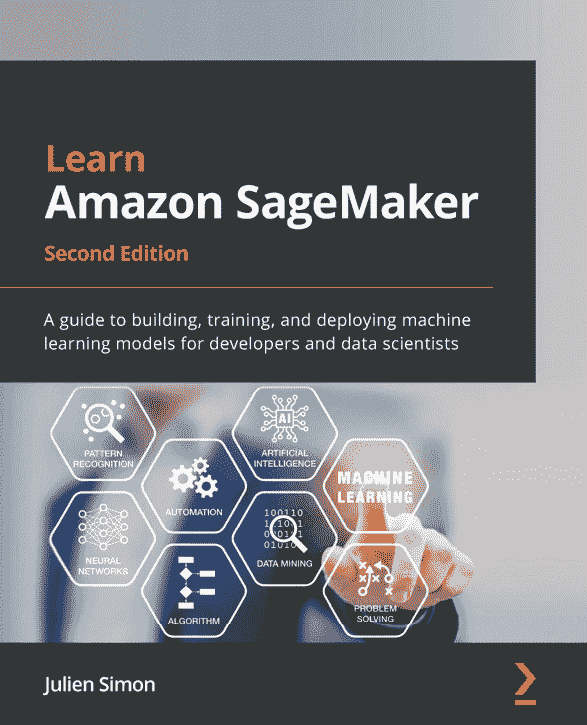 Learn
Amazon SageMaker
Second Edition
A guide to building, training, and deploying machine
learning models for developers and data scientists
PATTERN
RECOGNITION
ARTIFICIAL
INTELLIGENCE
AI
AUTOMATION
MACHINE
LEARNING
NEURAL
NETWORKS
100110
DATA MINING
ALGORITHM
PROBLEM
SOLVING
Julien Simon